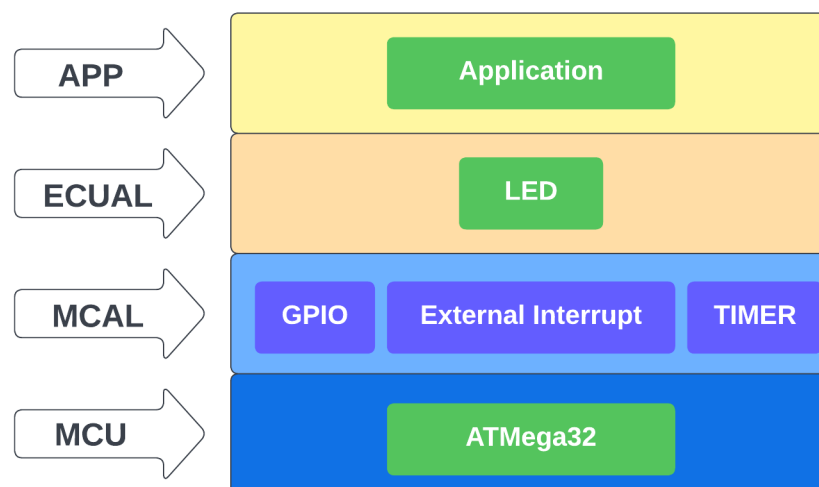 APP
Application
ECUAL
LED
MCAL
GPIO
External Interrupt
TIMER
MCU
ATMega32